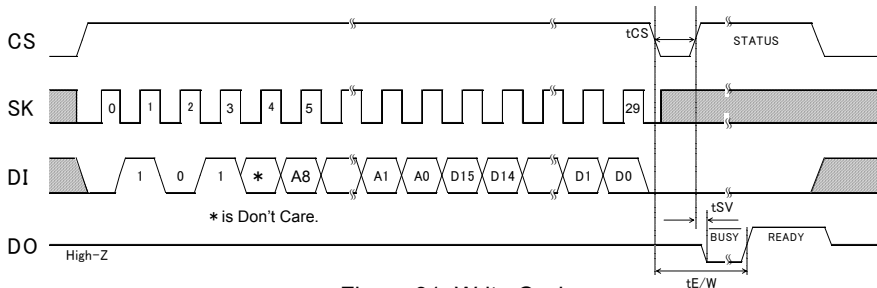 CS tCS STATUS
SK 0 1 2 3 4 5 29
DI 1 0 1 * A8 A1 A0 D15 D14 D1 D0
* is Don't Care.
tSV
DO High-Z BUSY READY
tE/W